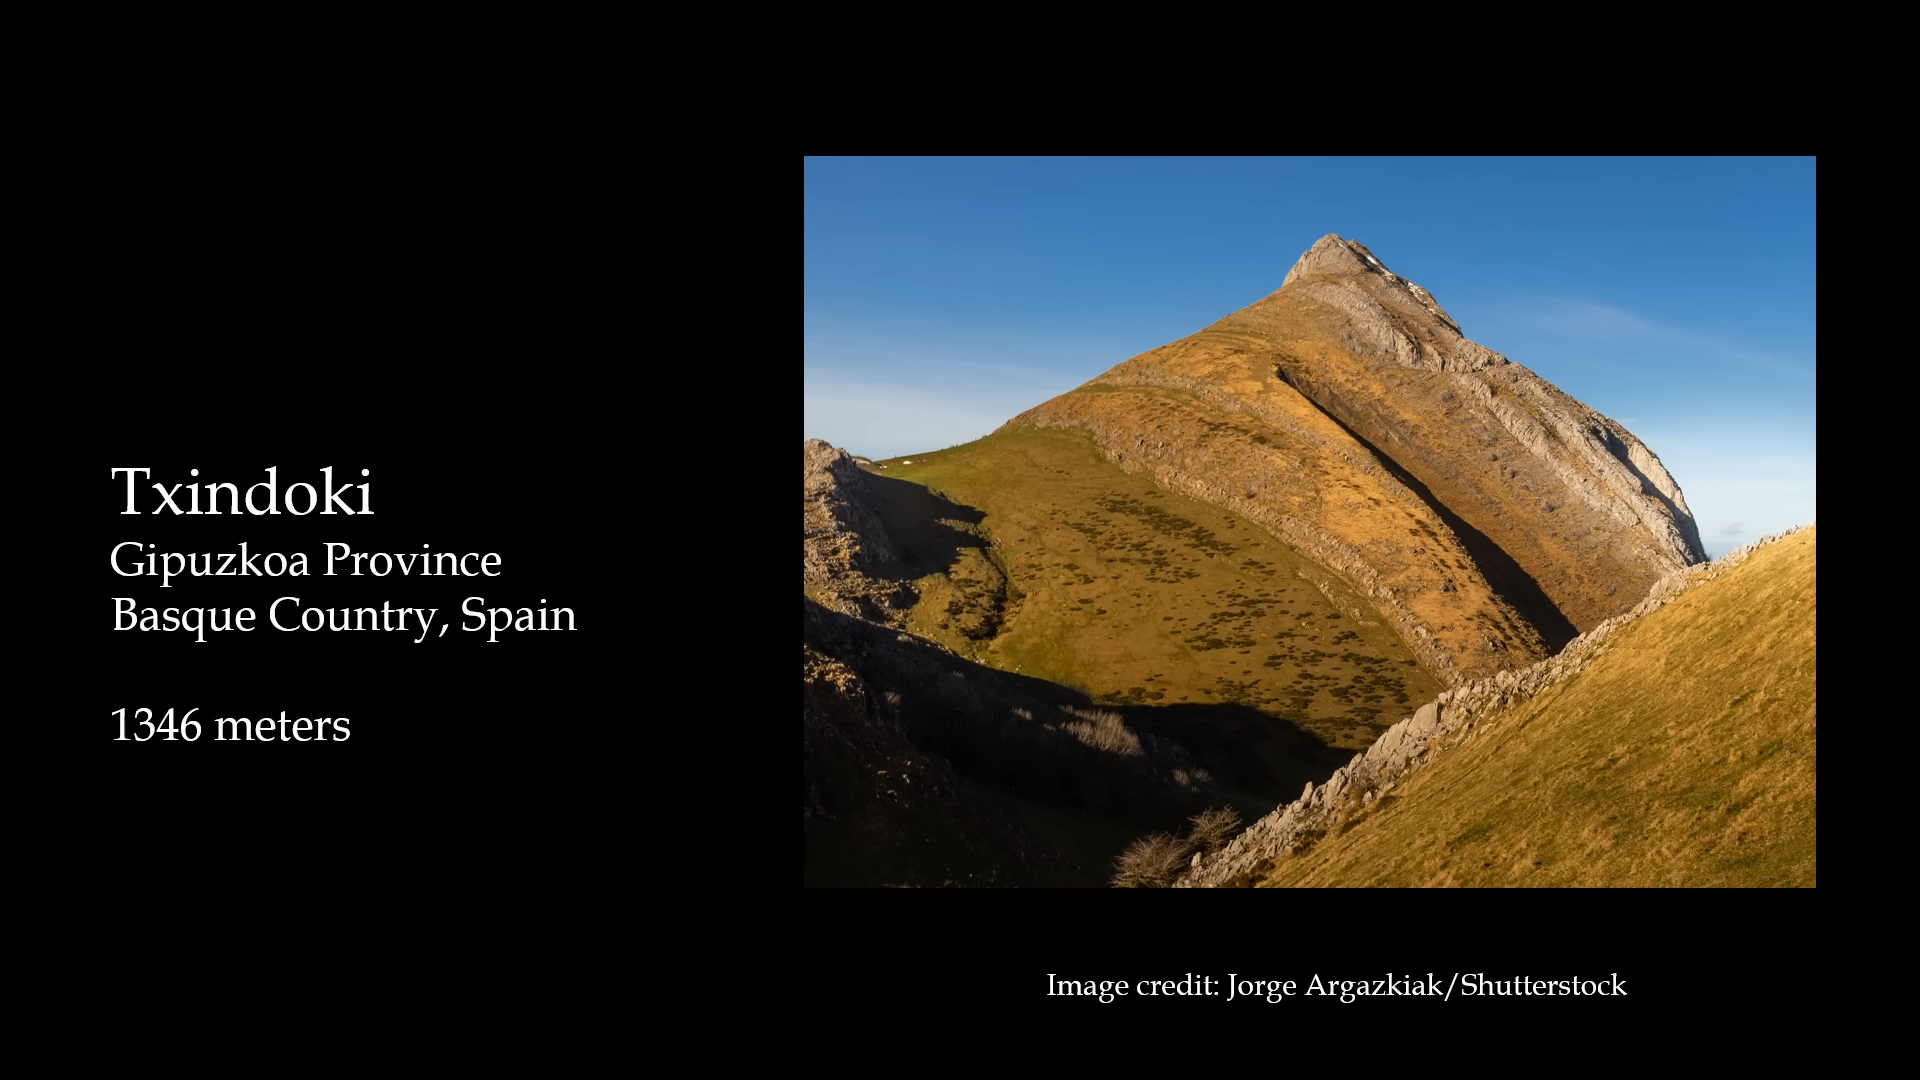 Txindoki
Gipuzkoa Province
Basque Country, Spain
1346 meters
Image credit: Jorge Argazkiak/Shutterstock